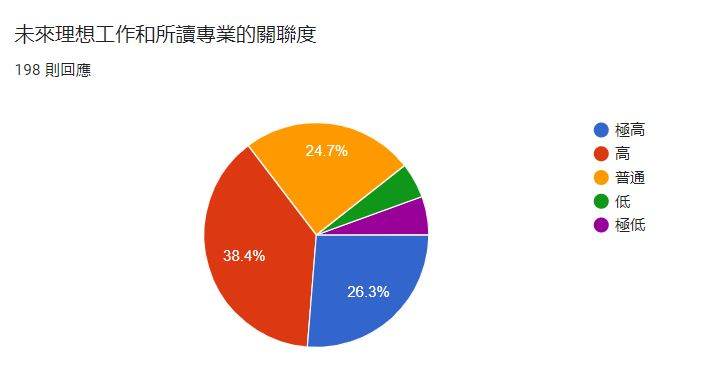 未來理想工作和所讀專業的關聯度
198 則回應
24.7%
38.4%
26.3%
極高
高
普通
低
極低